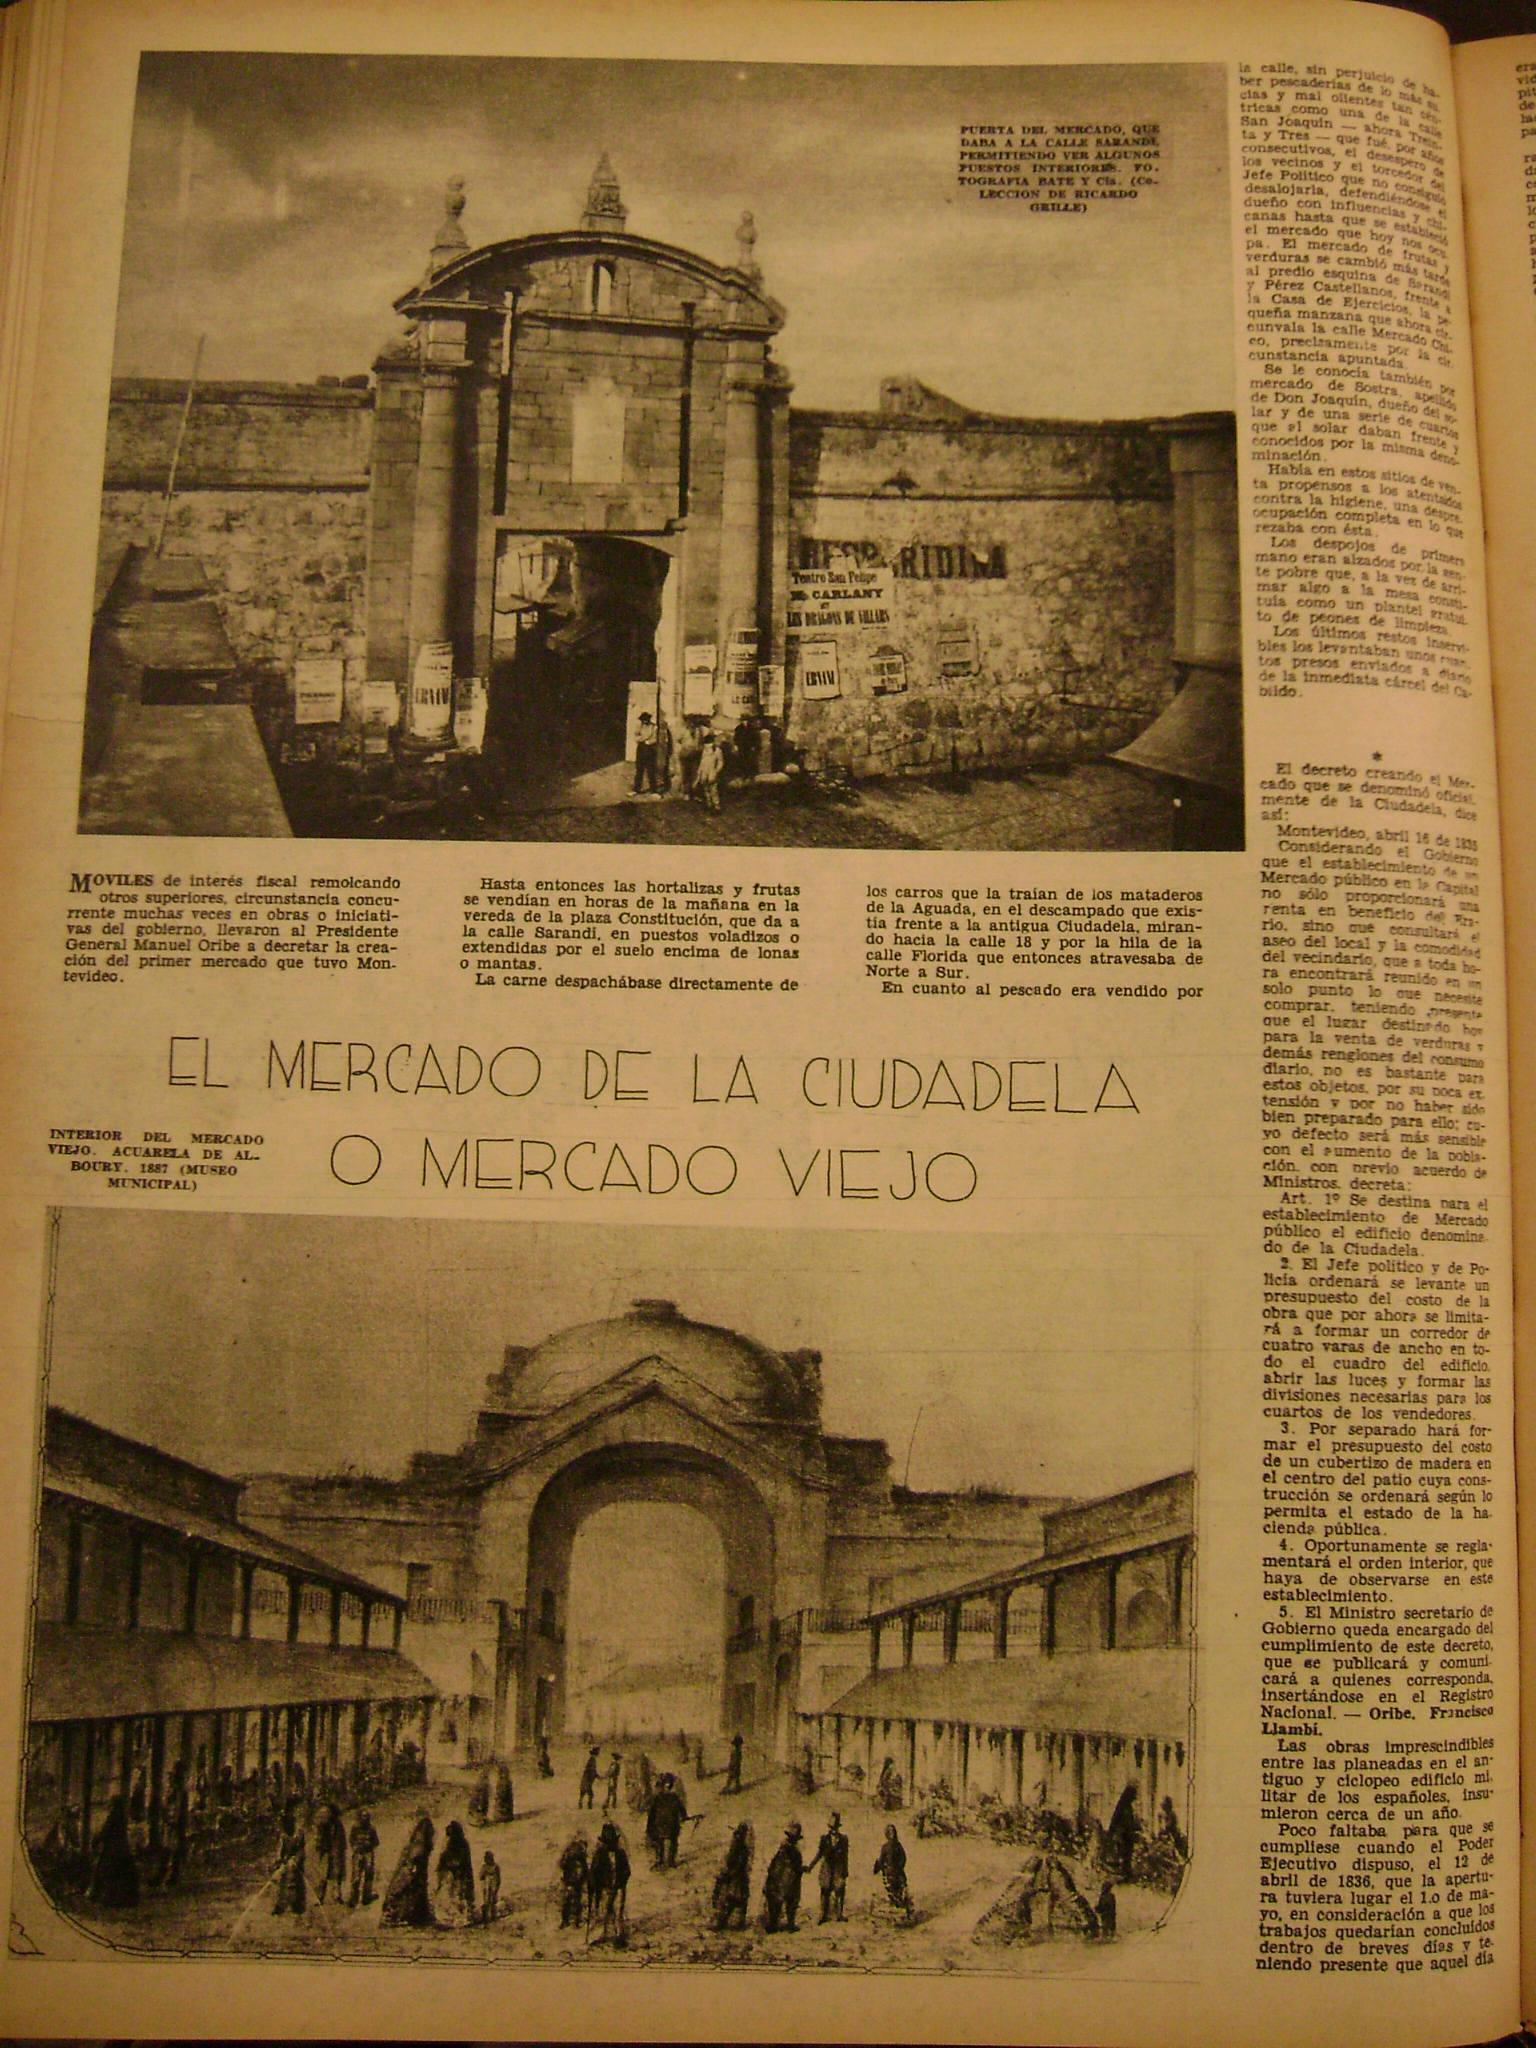 PUERTA DEL MERCADO, QUE
DABA A LA CALLE SARANDI,
PERMITIENDO VER ALGUNOS
PUESTOS INTERIORES. FO-
TOGRAFIA BATE Y Cía. (Co-
LECCION DE RICARDO
GRILLE)
RIDINA
Teatro San Felipe
CARLANY
LES DRAGONS DE VILLARS
MOVILES de interés fiscal remolcando
otros superiores, circunstancia concu-
rrente muchas veces en obras o iniciati-
vas del gobierno, llevaron al Presidente
General Manuel Oribe a decretar la crea-
ción del primer mercado que tuvo Mon-
tevideo.
Hasta entonces las hortalizas y frutas
se vendían en horas de la mañana en la
vereda de la plaza Constitución, que da a
la calle Sarandi, en puestos voladizos o
extendidas por el suelo encima de lonas
o mantas.
La carne despachábase directamente de
los carros que la traían de los mataderos
de la Aguada, en el descampado que exis-
tía frente a la antigua Ciudadela, miran-
do hacia la calle 18 y por la hila de la
calle Florida que entonces atravesaba de
Norte a Sur.
En cuanto al pescado era vendido por
EL MERCADO DE LA CIUDADELA
O MERCADO VIEJO
INTERIOR DEL MERCADO
VIEJO. ACUARELA DE AL-
BOURY. 1887 (MUSEO
MUNICIPAL)
la calle, sin perjuicio de ha-
ber pescaderías de lo más su-
cias y mal olientes tan cén-
tricas como una de la calle
San Joaquín — ahora Trein-
ta y Tres — que fué, por años
consecutivos, el desespero de
los vecinos y el torcedor del
Jefe Político que no consiguió
desalojarla, defendiéndose el
dueño con influencias y chi-
canas hasta que se estableció
el mercado que hoy nos ocu-
pa. El mercado de frutas y
verduras se cambió más tarde
al predio esquina de Sarandí
y Pérez Castellanos, frente a
la Casa de Ejercicios, la pe-
queña manzana que ahora cir-
cunvala la calle Mercado Chi-
co, precisamente por la cir-
cunstancia apuntada.
Se le conocía también por
mercado de Sostra, apellido
de Don Joaquín, dueño del so-
lar y de una serie de cuartos
que al solar daban frente y
conocidos por la misma deno-
minación.
Había en estos sitios de ven-
ta propensos a los atentados
contra la higiene, una despre-
ocupación completa en lo que
rezaba con ésta.
Los despojos de primera
mano eran alzados por la gen-
te pobre que, a la vez de arri-
mar algo a la mesa consti-
tuía como un plantel gratui-
to de peones de limpieza.
Los últimos restos inservi-
bles los levantaban unos cuan-
tos presos enviados a diario
de la inmediata cárcel del Ca-
bildo.
*
El decreto creando el Mer-
cado que se denominó oficial-
mente de la Ciudadela, dice
así:
Montevideo, abril 16 de 1835
Considerando el Gobierno
que el establecimiento de un
Mercado público en la Capital
no sólo proporcionará una
renta en beneficio del Era-
rio, sino que consultará el
aseo del local y la comodidad
del vecindario, que a toda ho-
ra encontrará reunido en un
solo punto lo que necesite
comprar, teniendo presente
que el lugar destinado hoy
para la venta de verduras y
demás renglones del consumo
diario, no es bastante para
estos objetos, por su poca ex-
tensión y por no haber sido
bien preparado para ello; cu-
yo defecto será más sensible
con el aumento de la pobla-
ción, con previo acuerdo de
Ministros, decreta:
Art. 1º Se destina para el
establecimiento de Mercado
público el edificio denomina-
do de la Ciudadela.
2. El Jefe político y de Po-
licía ordenará se levante un
presupuesto del costo de la
obra que por ahora se limita-
rá a formar un corredor de
cuatro varas de ancho en to-
do el cuadro del edificio,
abrir las luces y formar las
divisiones necesarias para los
cuartos de los vendedores.
3. Por separado hará for-
mar el presupuesto del costo
de un cubertizo de madera en
el centro del patio cuya cons-
trucción se ordenará según lo
permita el estado de la ha-
cienda pública.
4. Oportunamente se regla-
mentará el orden interior, que
haya de observarse en este
establecimiento.
5. El Ministro secretario de
Gobierno queda encargado del
cumplimiento de este decreto,
que se publicará y comuni-
cará a quienes corresponda,
insertándose en el Registro
Nacional. — Oribe. Francisco
Llambí.
Las obras imprescindibles
entre las planeadas en el an-
tiguo y ciclopeo edificio mi-
litar de los españoles, insu-
mieron cerca de un año.
Poco faltaba para que se
cumpliese cuando el Poder
Ejecutivo dispuso, el 12 de
abril de 1836, que la apertu-
ra tuviera lugar el 1.o de ma-
yo, en consideración a que los
trabajos quedarían concluídos
dentro de breves días y te-
niendo presente que aquel día